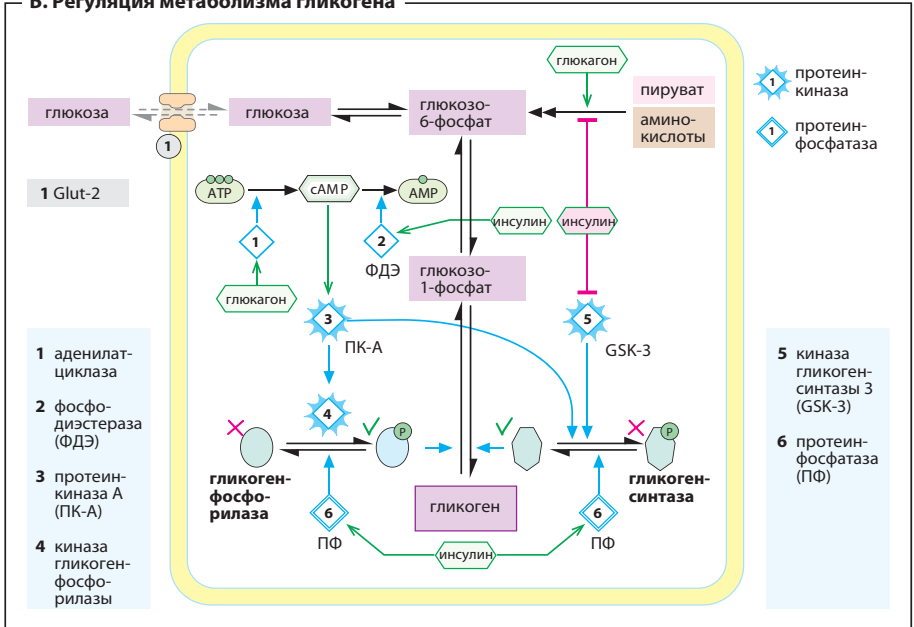 Б. Регуляция метаболизма гликогена
глюкагон
1 протеин-
киназа
1 протеин-
фосфатаза
глюкоза
глюкоза
глюкозо-
6-фосфат
пируват
амино-
кислоты
1
1 Glut-2
ATP
cAMP
AMP
1
2
ФДЭ
инсулин
инсулин
глюкагон
глюкозо-
1-фосфат
3
ПК-А
5
GSK-3
4
P
P
гликоген-
фосфо-
рилаза
гликоген-
синтаза
гликоген
6
ПФ
6
ПФ
инсулин
1 аденилат-
циклаза
2 фосфо-
диэстераза
(ФДЭ)
3 протеин-
киназа А
(ПК-А)
4 киназа
гликоген-
фосфо-
рилазы
5 киназа
гликоген-
синтазы 3
(GSK-3)
6 протеин-
фосфатаза
(ПФ)